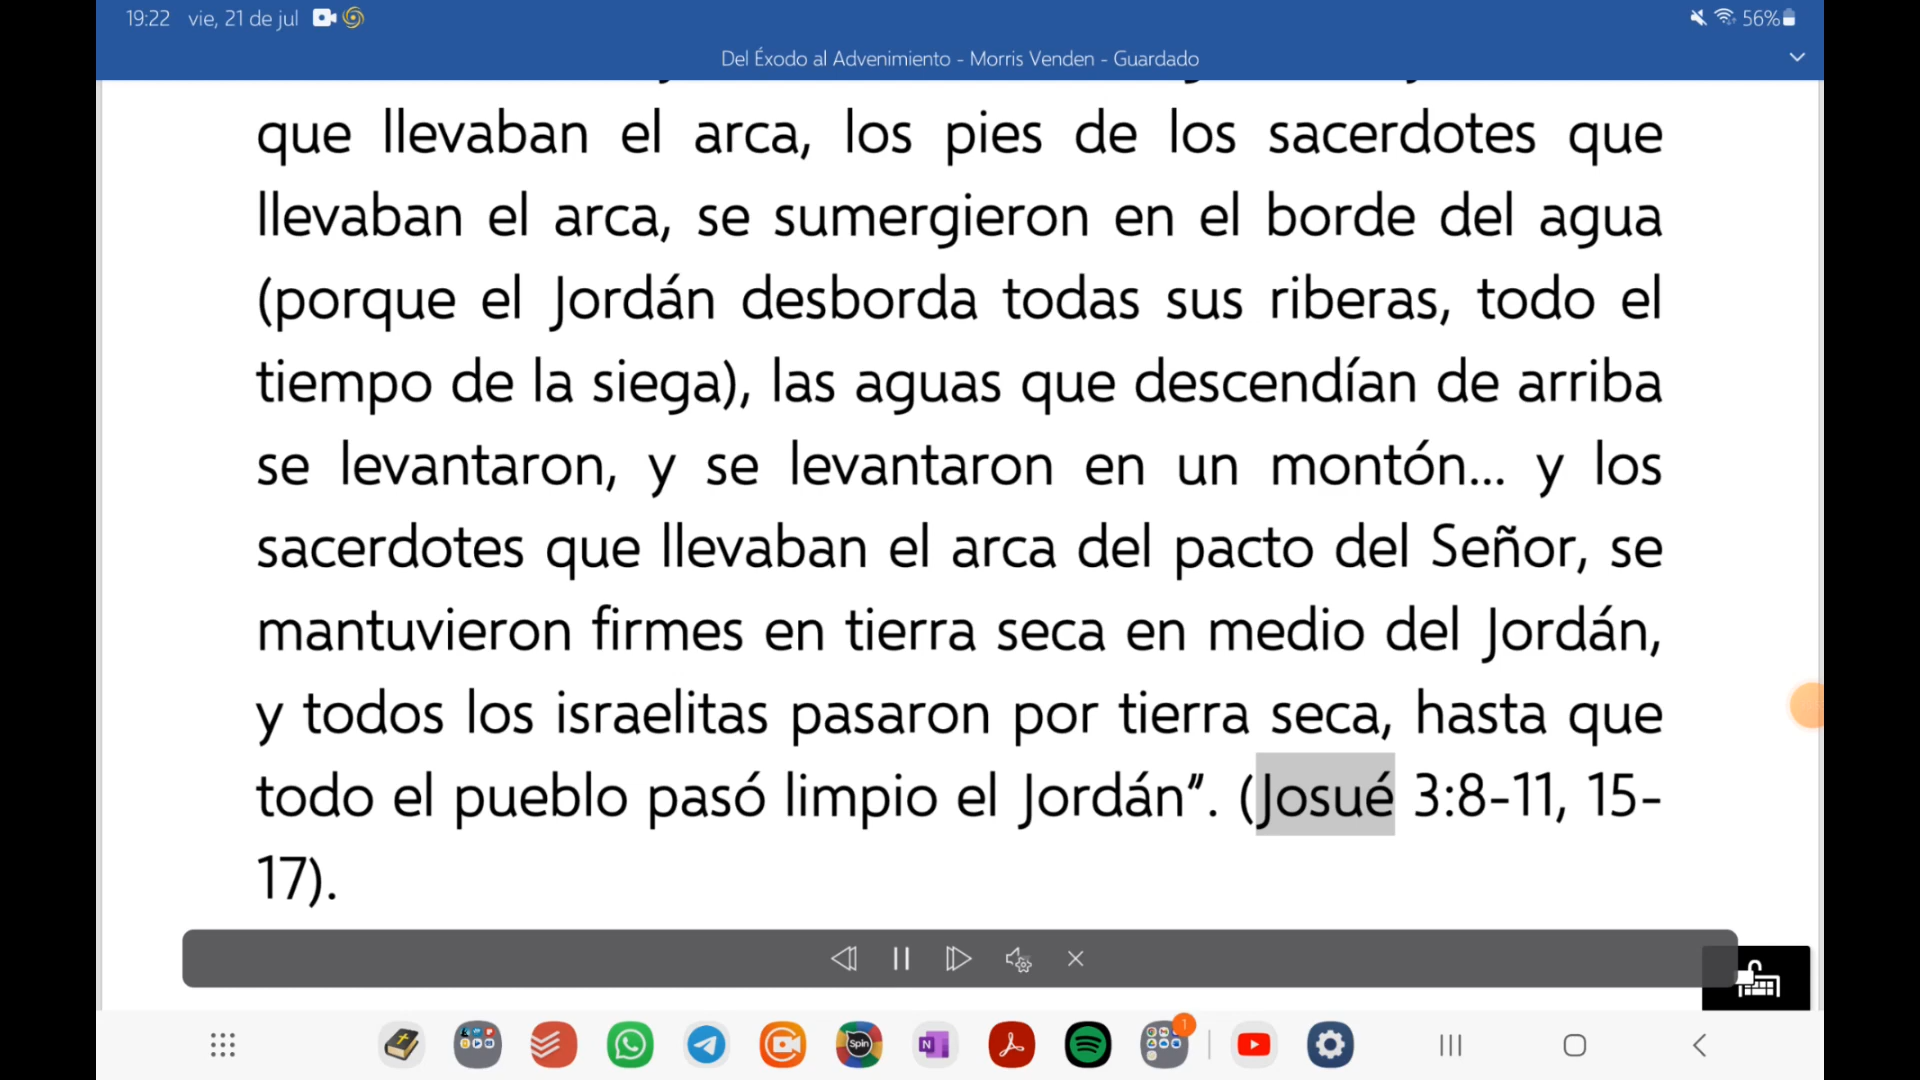 19:22 vie, 21 de jul
56%
Del Éxodo al Advenimiento - Morris Venden - Guardado
que llevaban el arca, los pies de los sacerdotes que
llevaban el arca, se sumergieron en el borde del agua
(porque el Jordán desborda todas sus riberas, todo el
tiempo de la siega), las aguas que descendían de arriba
se levantaron, y se levantaron en un montón... y los
sacerdotes que llevaban el arca del pacto del Señor, se
mantuvieron firmes en tierra seca en medio del Jordán,
y todos los israelitas pasaron por tierra seca, hasta que
todo el pueblo pasó limpio el Jordán”. (Josué 3:8-11, 15-
17).
Spin
N
1